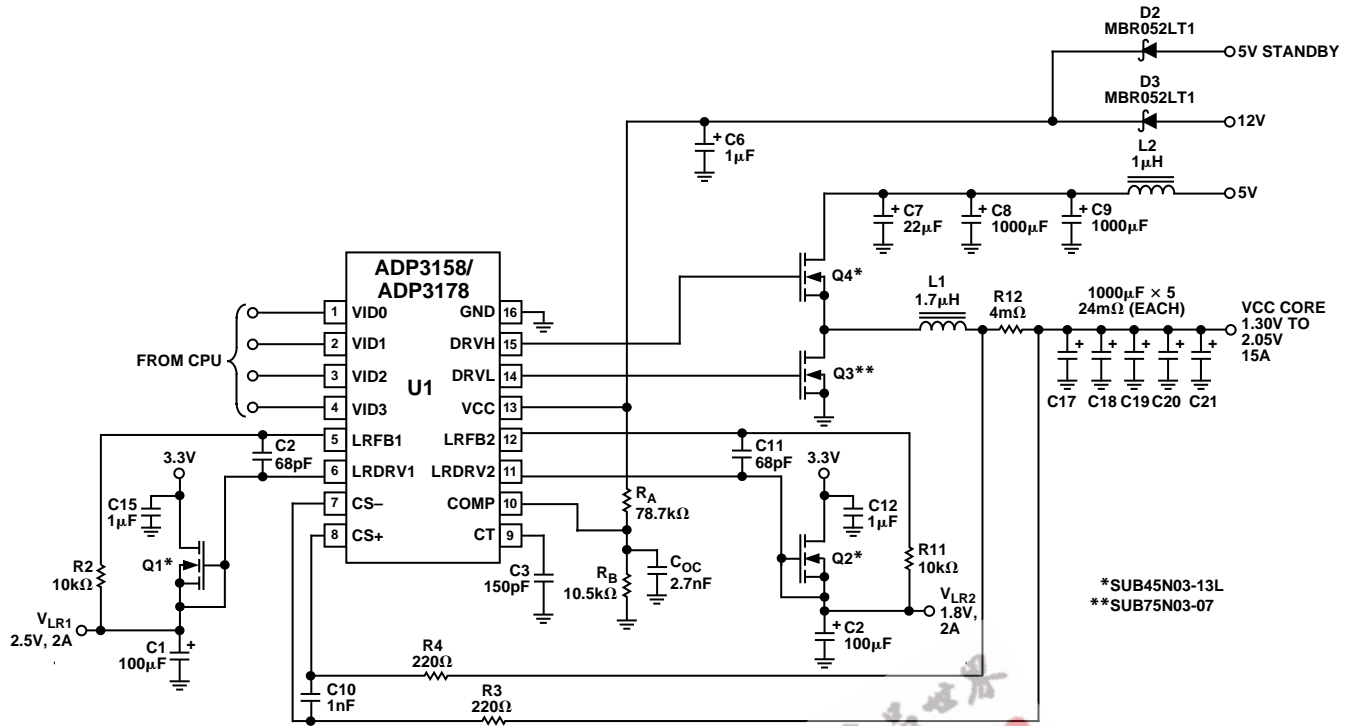 D2
MBR052LT1
5V STANDBY
D3
MBR052LT1
12V
L2
1μH
5V
+ C6
1μF
+ C7
22μF
+ C8
1000μF
+ C9
1000μF
ADP3158/
ADP3178
U1
FROM CPU
1 VID0
2 VID1
3 VID2
4 VID3
5 LRFB1
6 LRDRV1
7 CS–
8 CS+
GND 16
DRVH 15
DRVL 14
VCC 13
LRFB2 12
LRDRV2 11
COMP 10
CT 9
Q4*
Q3**
L1
1.7μH
R12
4mΩ
1000μF × 5
24mΩ (EACH)
VCC CORE
1.30V TO
2.05V
15A
+ + + + +
C17 C18 C19 C20 C21
C2
68pF
3.3V
C15
1μF
Q1*
R2
10kΩ
VLR1
2.5V, 2A
C1 +
100μF
C3
150pF
RA
78.7kΩ
RB
10.5kΩ
COC
2.7nF
C11
68pF
3.3V
C12
1μF
Q2*
R11
10kΩ
VLR2
1.8V,
2A
+ C2
100μF
*SUB45N03-13L
**SUB75N03-07
R4
220Ω
C10
1nF
R3
220Ω